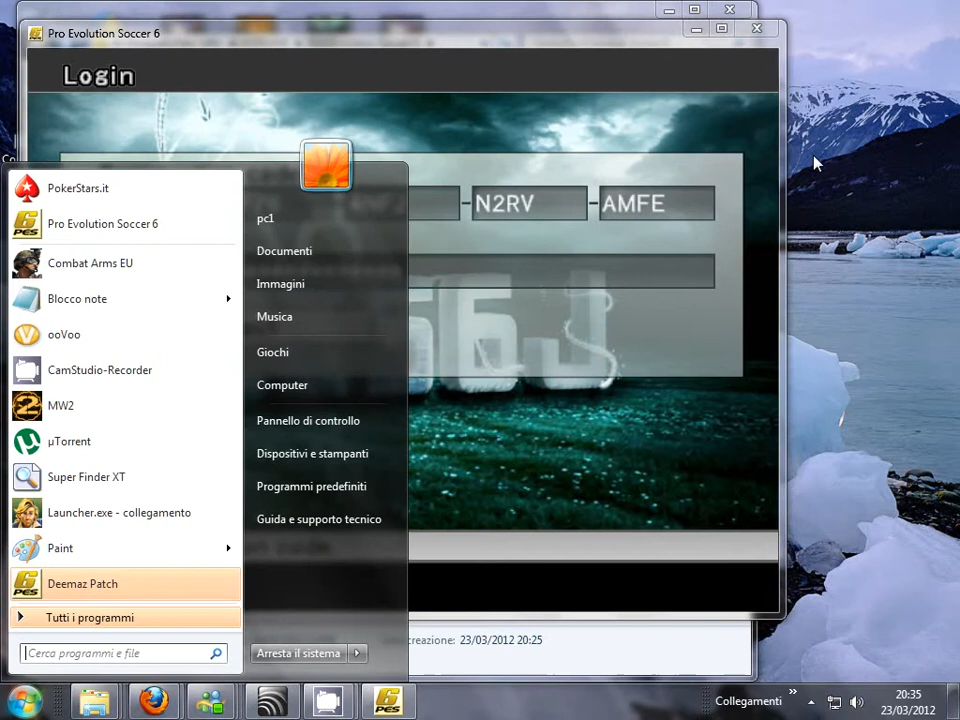 Pro Evolution Soccer 6
Login
N2RV
-AMFE
PokerStars.it
Pro Evolution Soccer 6
Combat Arms EU
Blocco note
ooVoo
CamStudio-Recorder
MW2
µTorrent
Super Finder XT
Launcher.exe - collegamento
Paint
Deemaz Patch
Tutti i programmi
Cerca programmi e file
pc1
Documenti
Immagini
Musica
Giochi
Computer
Pannello di controllo
Dispositivi e stampanti
Programmi predefiniti
Guida e supporto tecnico
Arresta il sistema
creazione: 23/03/2012 20:25
Collegamenti
20:35
23/03/2012